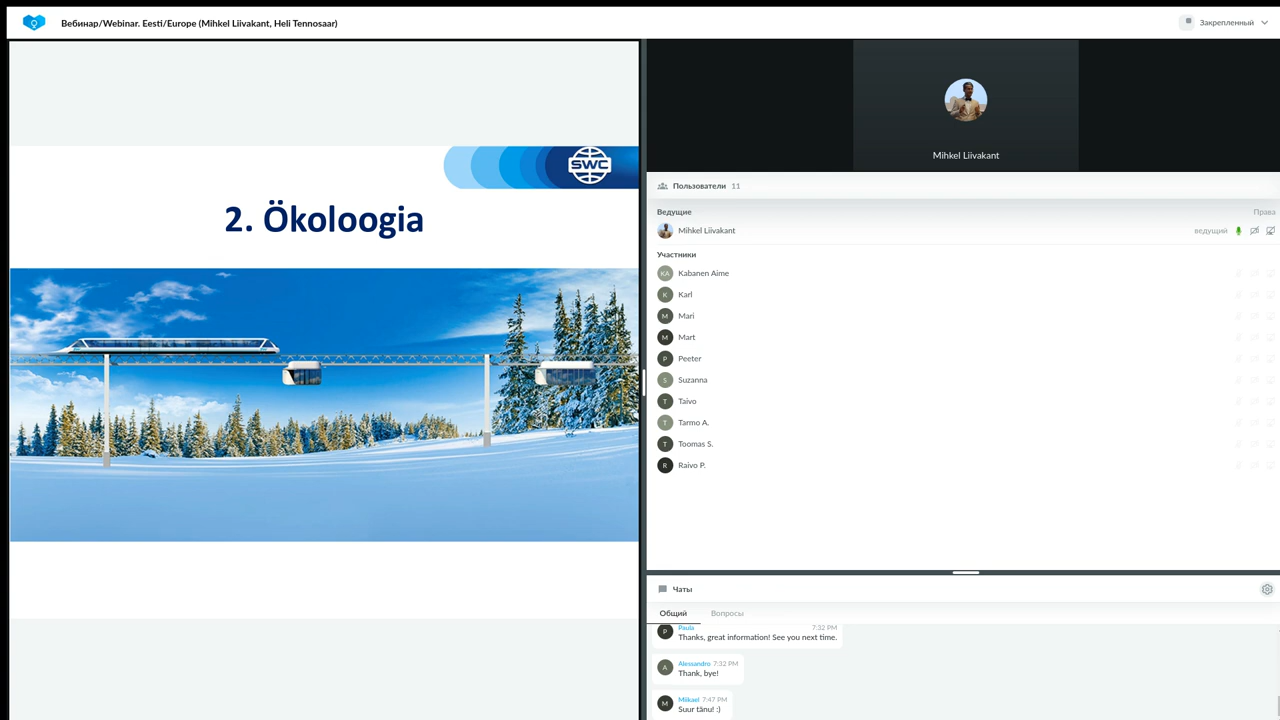 Вебинар/Webinar. Eesti/Europe (Mihkel Liivakant, Heli Tennosaar)
Закрепленный
SWC
2. Ökoloogia
Mihkel Liivakant
Пользователи 11
Ведущие Права
Mihkel Liivakant ведущий
Участники
KA Kabanen Aime
K Karl
M Mari
M Mart
P Peeter
S Suzanna
T Taivo
T Tarmo A.
T Toomas S.
R Raivo P.
Чаты
Общий Вопросы
Paula 7:32 PM
P Thanks, great information! See you next time.
Alessandro 7:32 PM
A Thank, bye!
Miikael 7:47 PM
M Suur tänu! :)